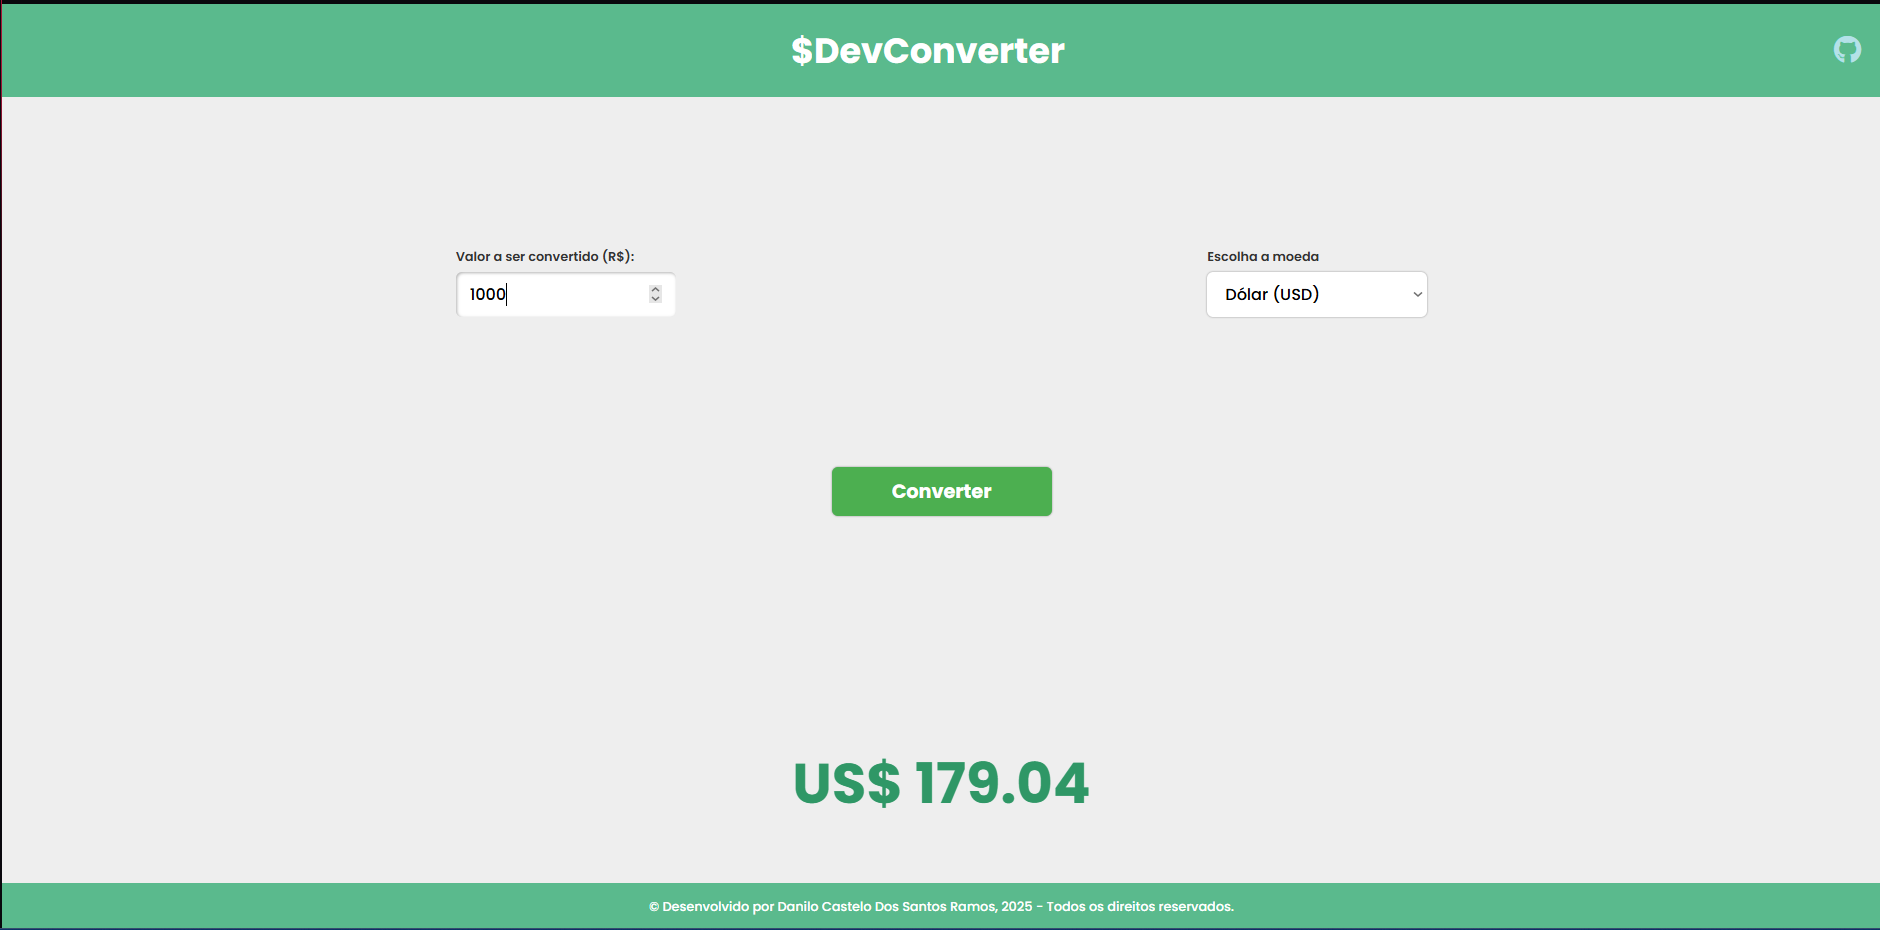 $DevConverter
Valor a ser convertido (R$):
Escolha a moeda
1000
Dólar (USD)
Converter
US$ 179.04
© Desenvolvido por Danilo Castelo Dos Santos Ramos, 2025 - Todos os direitos reservados.